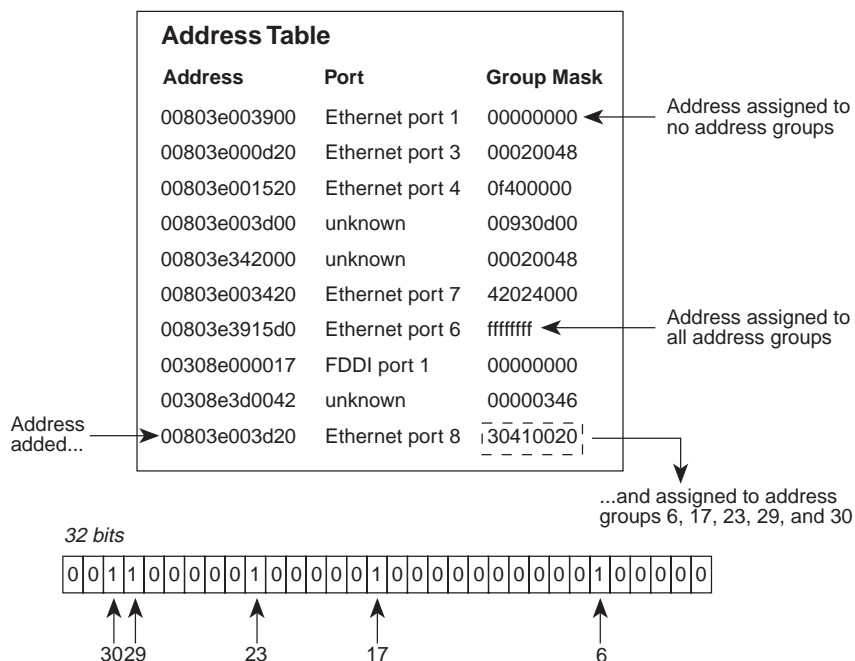 Address Table
Address Port Group Mask
00803e003900 Ethernet port 1 00000000
Address assigned to
no address groups
00803e000d20 Ethernet port 3 00020048
00803e001520 Ethernet port 4 0f400000
00803e003d00 unknown 00930d00
00803e342000 unknown 00020048
00803e003420 Ethernet port 7 42024000
00803e3915d0 Ethernet port 6 ffffffff
Address assigned to
all address groups
00308e000017 FDDI port 1 00000000
00308e3d0042 unknown 00000346
Address
added...
00803e003d20 Ethernet port 8 30410020
...and assigned to address
groups 6, 17, 23, 29, and 30
32 bits
0 0 1 1 0 0 0 0 0 1 0 0 0 0 0 1 0 0 0 0 0 0 0 0 0 0 1 0 0 0 0 0
30 29 23 17 6